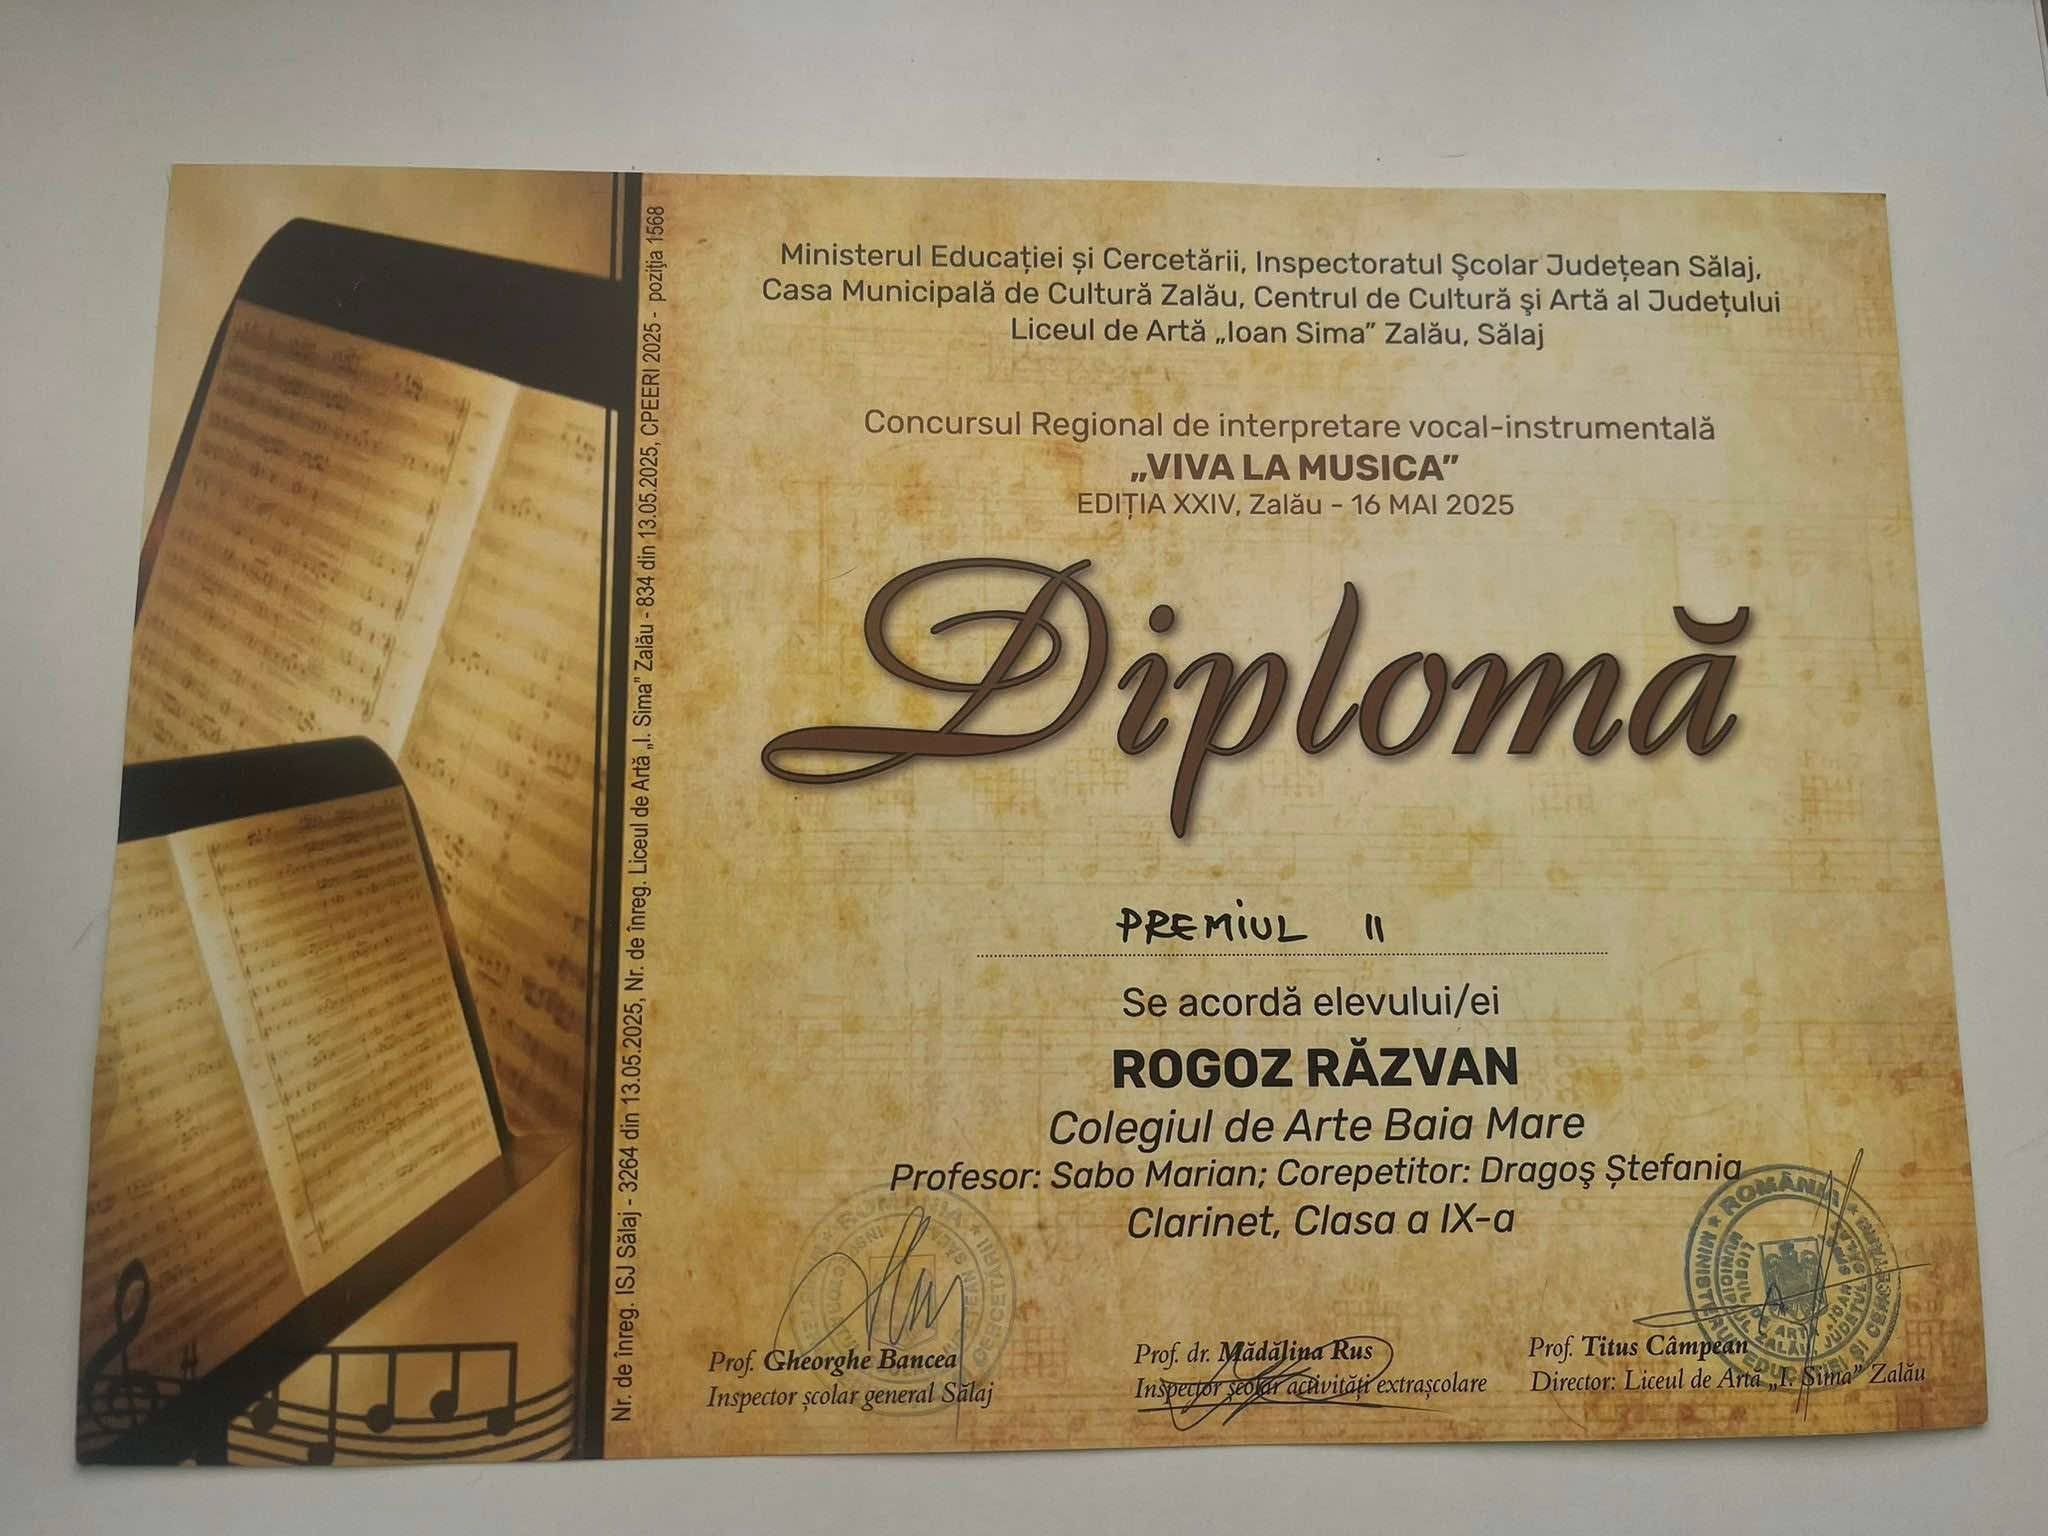 Ministerul Educației și Cercetării, Inspectoratul Şcolar Județean Sălaj,
Casa Municipală de Cultură Zalău, Centrul de Cultură şi Artă al Județului
Liceul de Artă „Ioan Sima” Zalău, Sălaj
Concursul Regional de interpretare vocal-instrumentală
„VIVA LA MUSICA”
EDIȚIA XXIV, Zalău - 16 MAI 2025
Diplomă
PREMIUL II
Se acordă elevului/ei
ROGOZ RĂZVAN
Colegiul de Arte Baia Mare
Profesor: Sabo Marian; Corepetitor: Dragoş Ștefania
Clarinet, Clasa a IX-a
Prof. Gheorghe Bancea
Inspector școlar general Sălaj
Prof. dr. Mădălina Rus
Inspector școlar activități extrașcolare
Prof. Titus Câmpean
Director: Liceul de Artă „I. Sima” Zalău
Nr. de înreg. ISJ Sălaj - 3264 din 13.05.2025, Nr. de înreg. Liceul de Artă „I. Sima” Zalău - 834 din 13.05.2025, CPEERI 2025 - poziţia 1568